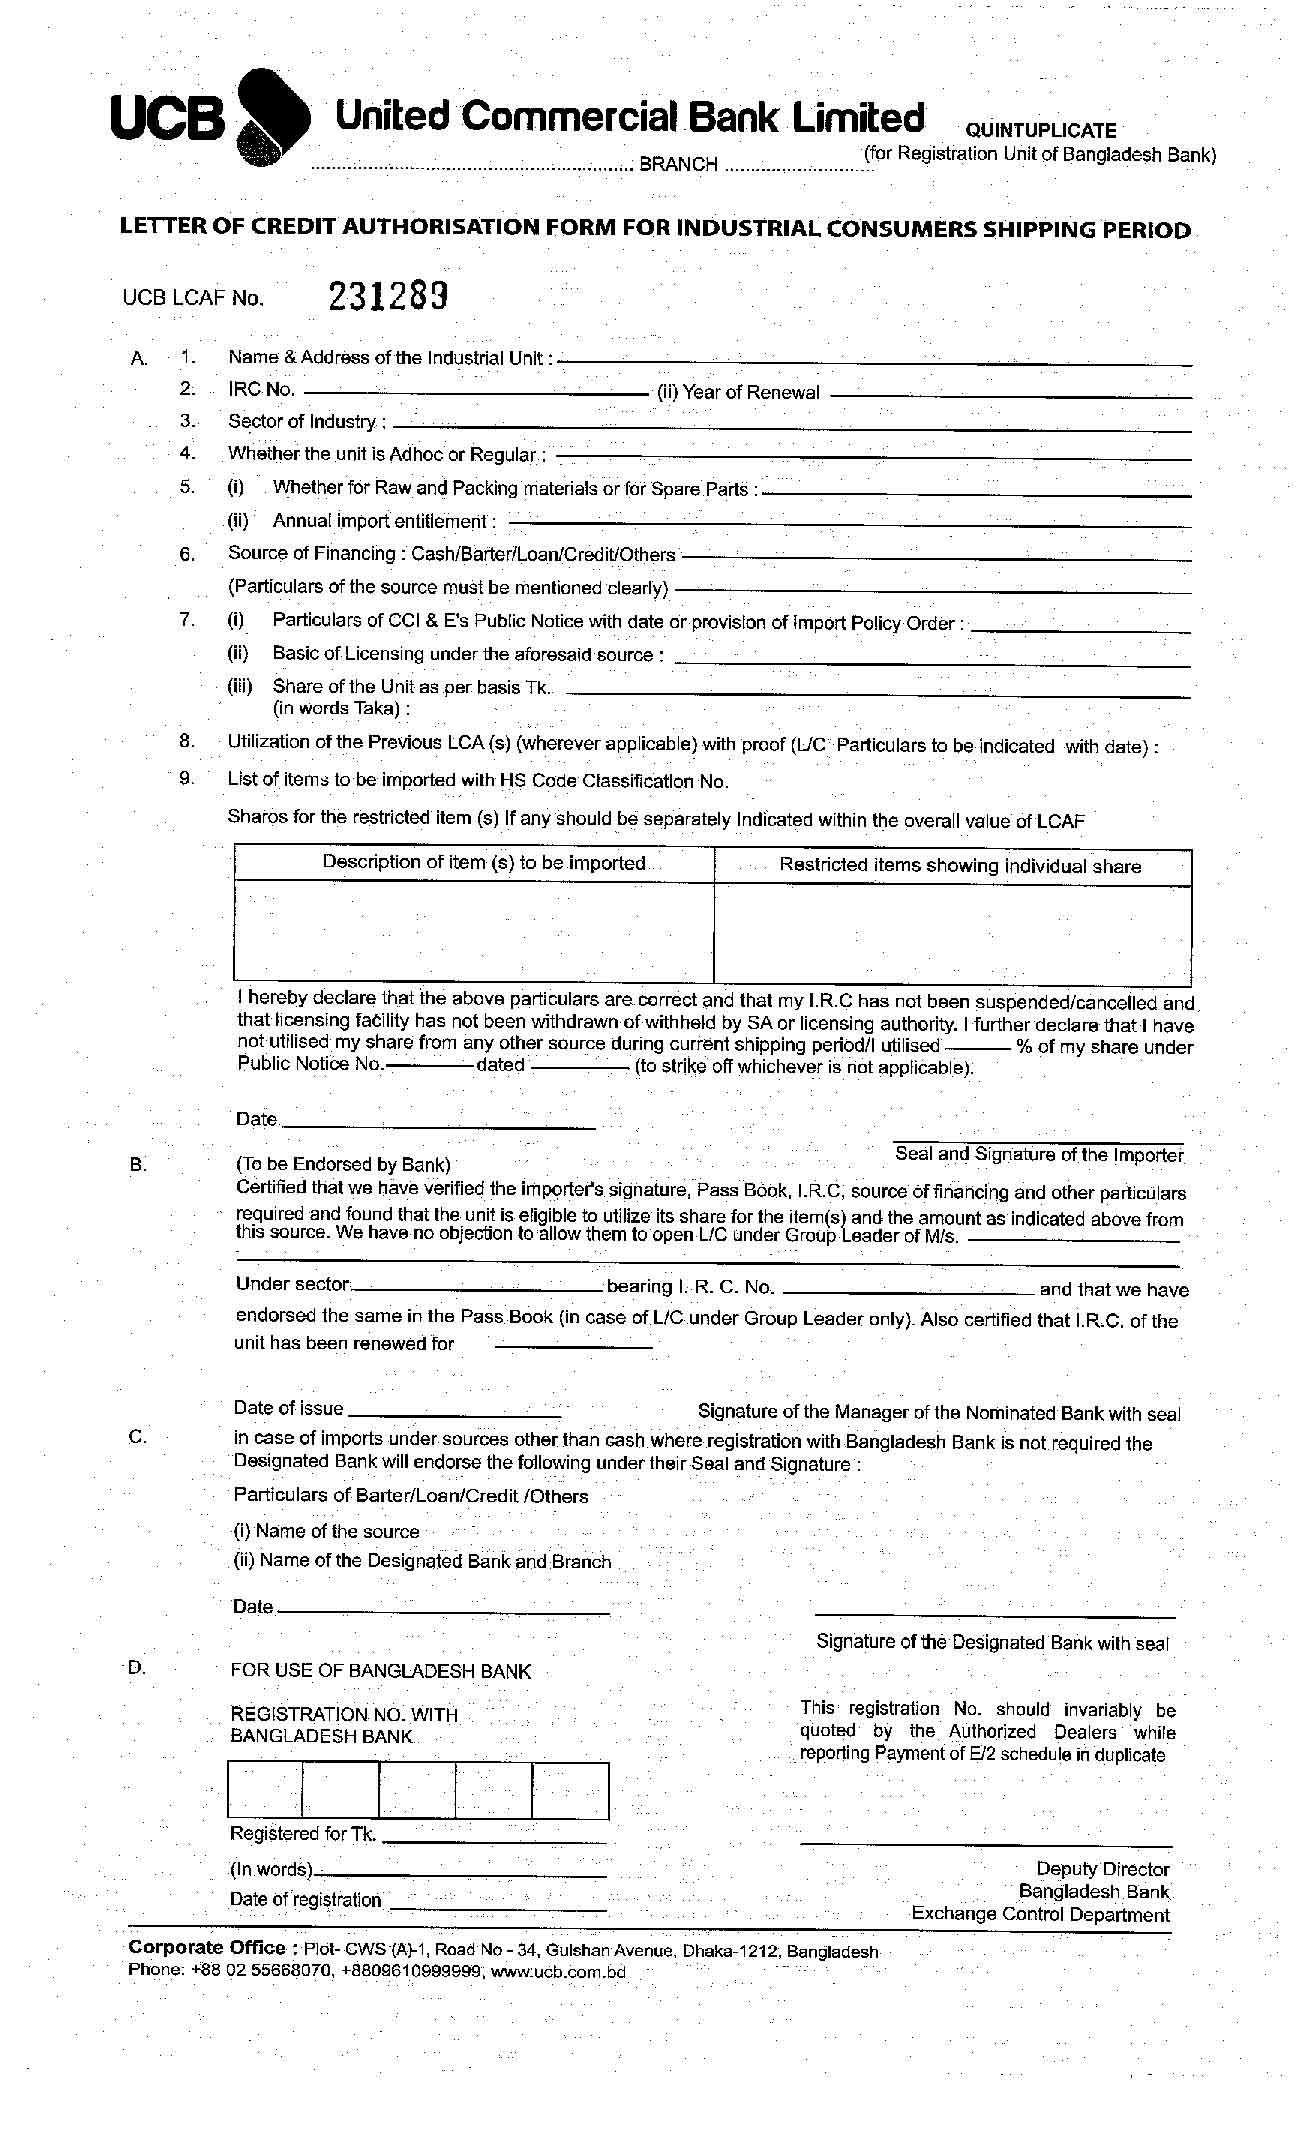 UCB United Commercial Bank Limited QUINTUPLICATE
BRANCH (for Registration Unit of Bangladesh Bank)
LETTER OF CREDIT AUTHORISATION FORM FOR INDUSTRIAL CONSUMERS SHIPPING PERIOD
UCB LCAF No. 231289
A. 1. Name & Address of the Industrial Unit :
2. IRC No. (ii) Year of Renewal
3. Sector of Industry :
4. Whether the unit is Adhoc or Regular :
5. (i) Whether for Raw and Packing materials or for Spare Parts :
(ii) Annual import entitlement :
6. Source of Financing : Cash/Barter/Loan/Credit/Others
(Particulars of the source must be mentioned clearly)
7. (i) Particulars of CCI & E's Public Notice with date or provision of Import Policy Order :
(ii) Basic of Licensing under the aforesaid source :
(iii) Share of the Unit as per basis Tk.
(in words Taka) :
8. Utilization of the Previous LCA (s) (wherever applicable) with proof (L/C Particulars to be indicated with date) :
9. List of items to be imported with HS Code Classification No.
Sharos for the restricted item (s) If any should be separately Indicated within the overall value of LCAF
Description of item (s) to be imported Restricted items showing individual share
I hereby declare that the above particulars are correct and that my I.R.C has not been suspended/cancelled and
that licensing facility has not been withdrawn of withheld by SA or licensing authority. I further declare that I have
not utilised my share from any other source during current shipping period/I utilised % of my share under
Public Notice No. dated (to strike off whichever is not applicable).
Date
Seal and Signature of the Importer
B. (To be Endorsed by Bank)
Certified that we have verified the importer's signature, Pass Book, I.R.C, source of financing and other particulars
required and found that the unit is eligible to utilize its share for the item(s) and the amount as indicated above from
this source. We have no objection to allow them to open L/C under Group Leader of M/s.
Under sector bearing I. R. C. No. and that we have
endorsed the same in the Pass Book (in case of L/C under Group Leader only). Also certified that I.R.C. of the
unit has been renewed for
Date of issue Signature of the Manager of the Nominated Bank with seal
C. in case of imports under sources other than cash where registration with Bangladesh Bank is not required the
Designated Bank will endorse the following under their Seal and Signature :
Particulars of Barter/Loan/Credit /Others
(i) Name of the source
(ii) Name of the Designated Bank and Branch
Date
Signature of the Designated Bank with seal
D. FOR USE OF BANGLADESH BANK
REGISTRATION NO. WITH
BANGLADESH BANK
This registration No. should invariably be
quoted by the Authorized Dealers while
reporting Payment of E/2 schedule in duplicate
Registered for Tk.
(In words)
Date of registration
Deputy Director
Bangladesh Bank
Exchange Control Department
Corporate Office : Plot- CWS (A)-1, Road No - 34, Gulshan Avenue, Dhaka-1212, Bangladesh
Phone: +88 02 55668070, +8809610999999, www.ucb.com.bd